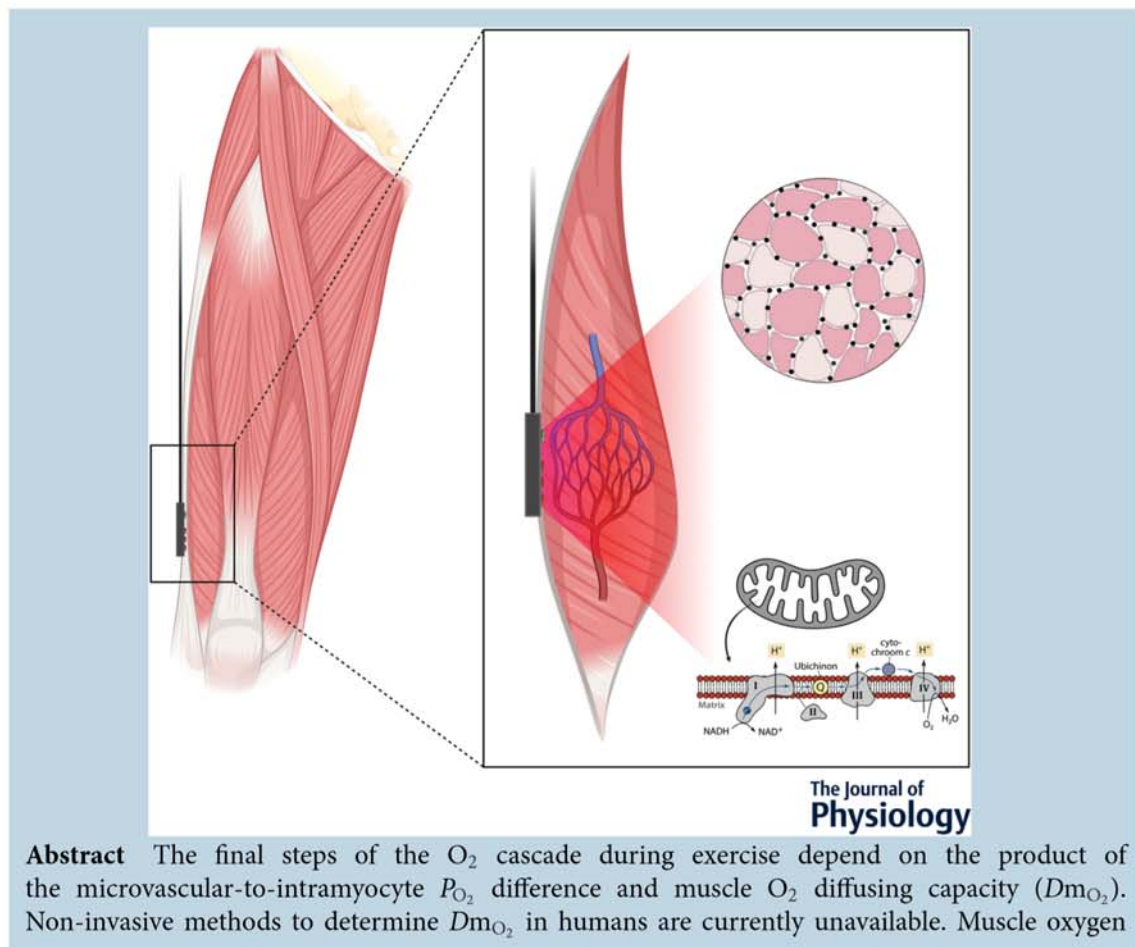 H⁺
H⁺
cyto-
chrom c
H⁺
Ubichinon
I
Q
III
IV
Matrix
II
O₂
H₂O
NADH
NAD⁺
The Journal of
Physiology
Abstract The final steps of the O₂ cascade during exercise depend on the product of
the microvascular-to-intramyocyte P_O₂ difference and muscle O₂ diffusing capacity (Dm_O₂).
Non-invasive methods to determine Dm_O₂ in humans are currently unavailable. Muscle oxygen